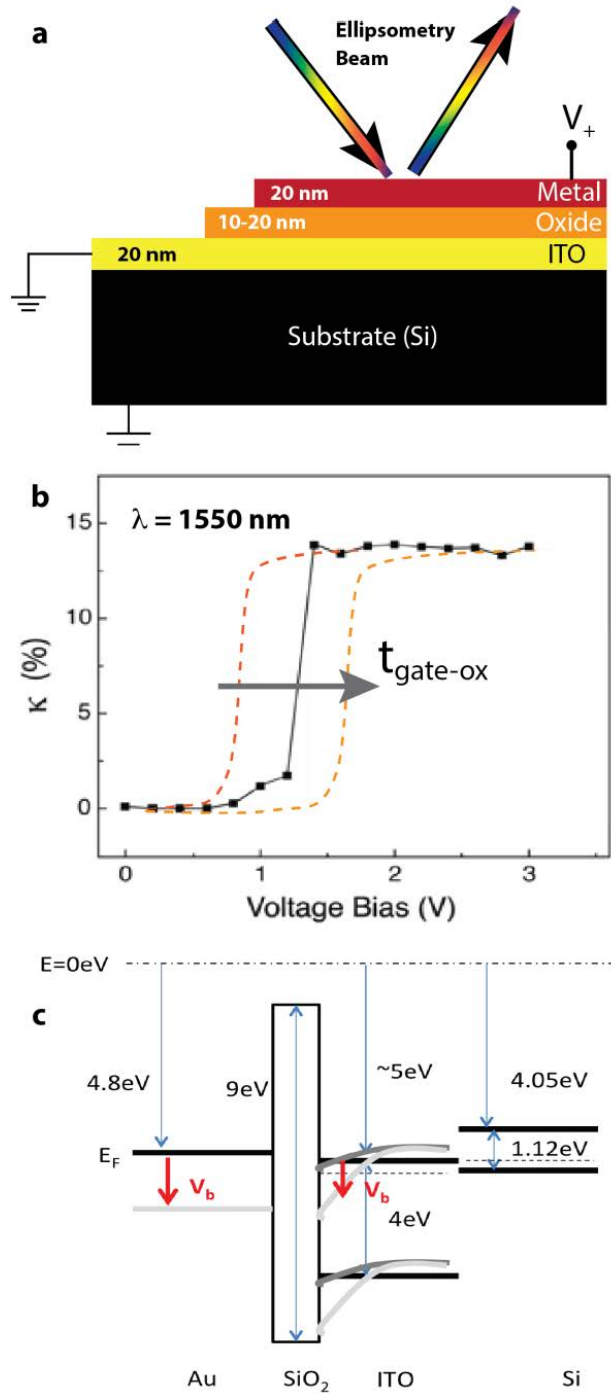 a
Ellipsometry
Beam
V+
20 nm
Metal
10-20 nm
Oxide
20 nm
ITO
Substrate (Si)
b
λ = 1550 nm
15
10
5
0
κ (%)
tgate-ox
0
1
2
3
Voltage Bias (V)
E=0eV
c
4.8eV
9eV
~5eV
4.05eV
1.12eV
EF
Vb
Vb
4eV
Au
SiO2
ITO
Si